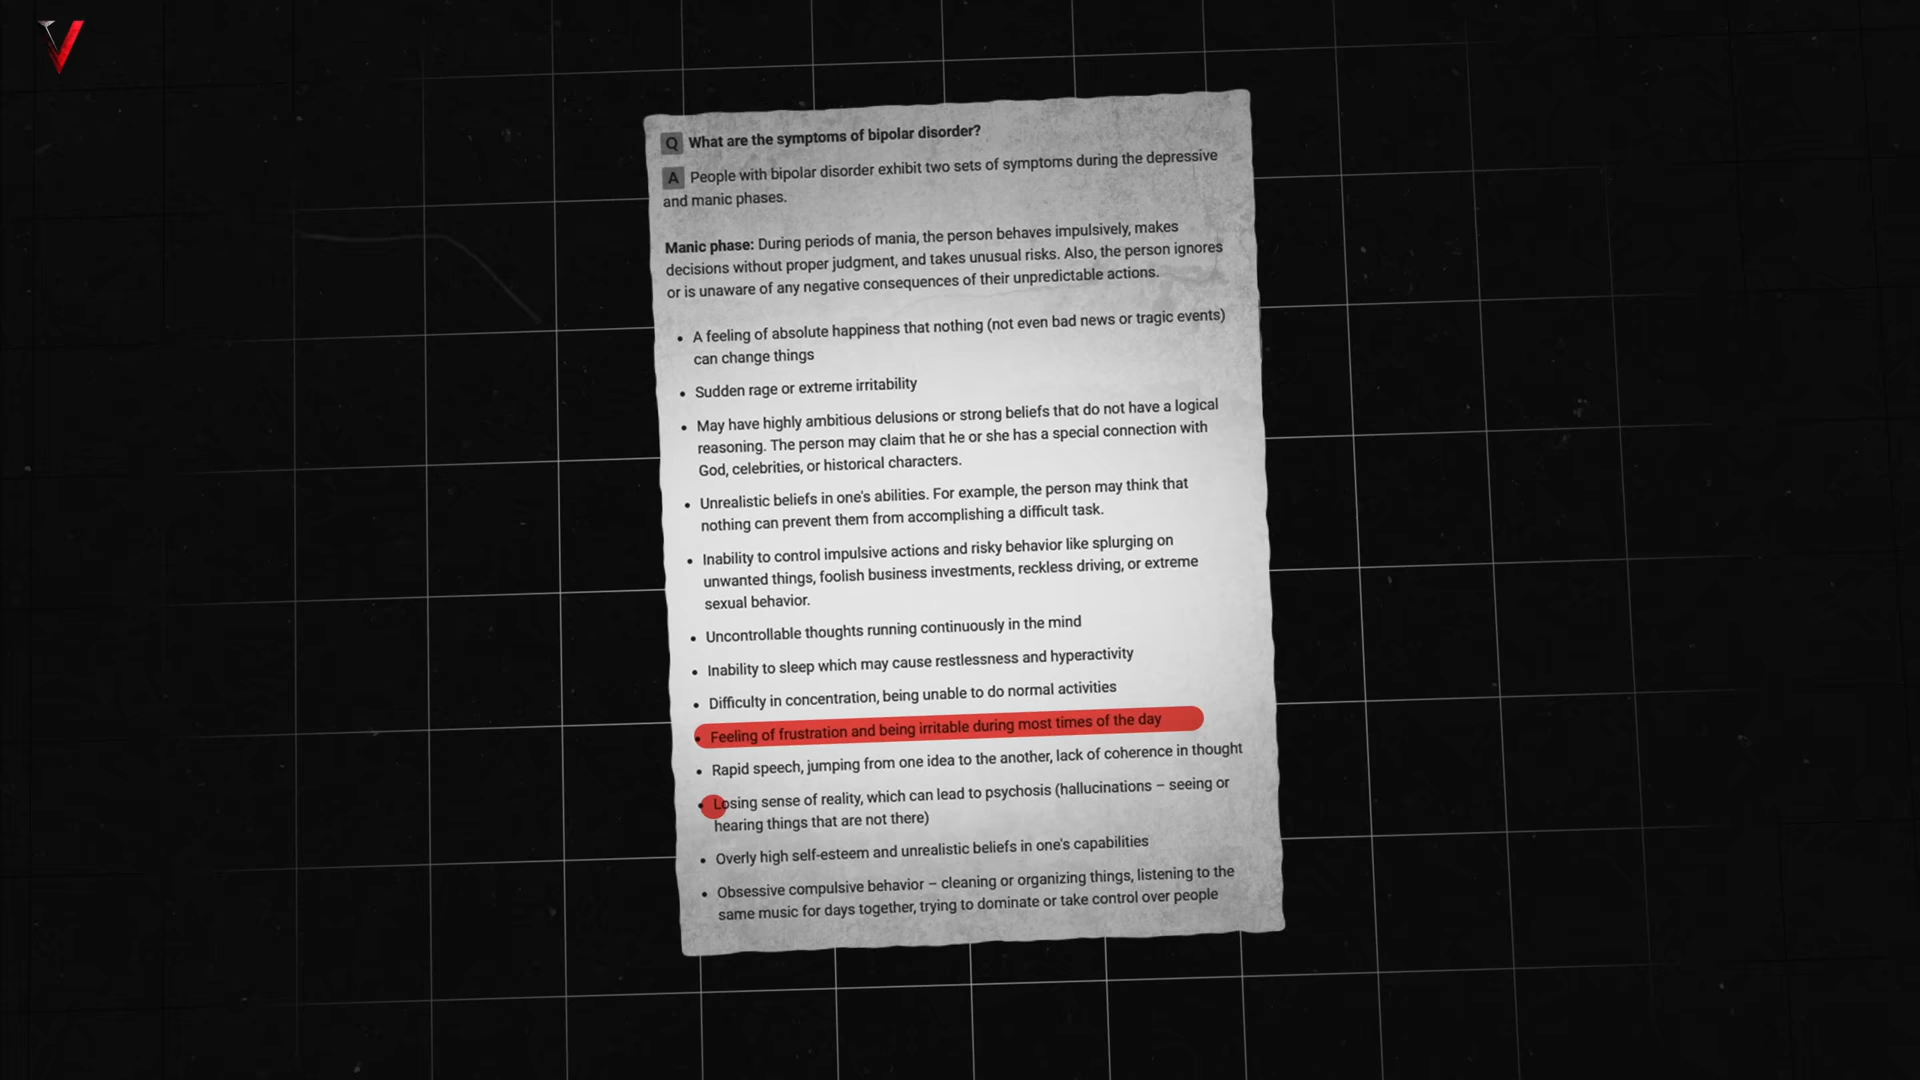 Q What are the symptoms of bipolar disorder?
A People with bipolar disorder exhibit two sets of symptoms during the depressive
and manic phases.
Manic phase: During periods of mania, the person behaves impulsively, makes
decisions without proper judgment, and takes unusual risks. Also, the person ignores
or is unaware of any negative consequences of their unpredictable actions.
• A feeling of absolute happiness that nothing (not even bad news or tragic events)
can change things
• Sudden rage or extreme irritability
• May have highly ambitious delusions or strong beliefs that do not have a logical
reasoning. The person may claim that he or she has a special connection with
God, celebrities, or historical characters.
• Unrealistic beliefs in one's abilities. For example, the person may think that
nothing can prevent them from accomplishing a difficult task.
• Inability to control impulsive actions and risky behavior like splurging on
unwanted things, foolish business investments, reckless driving, or extreme
sexual behavior.
• Uncontrollable thoughts running continuously in the mind
• Inability to sleep which may cause restlessness and hyperactivity
• Difficulty in concentration, being unable to do normal activities
• Feeling of frustration and being irritable during most times of the day
• Rapid speech, jumping from one idea to the another, lack of coherence in thought
• Losing sense of reality, which can lead to psychosis (hallucinations – seeing or
hearing things that are not there)
• Overly high self-esteem and unrealistic beliefs in one's capabilities
• Obsessive compulsive behavior – cleaning or organizing things, listening to the
same music for days together, trying to dominate or take control over people